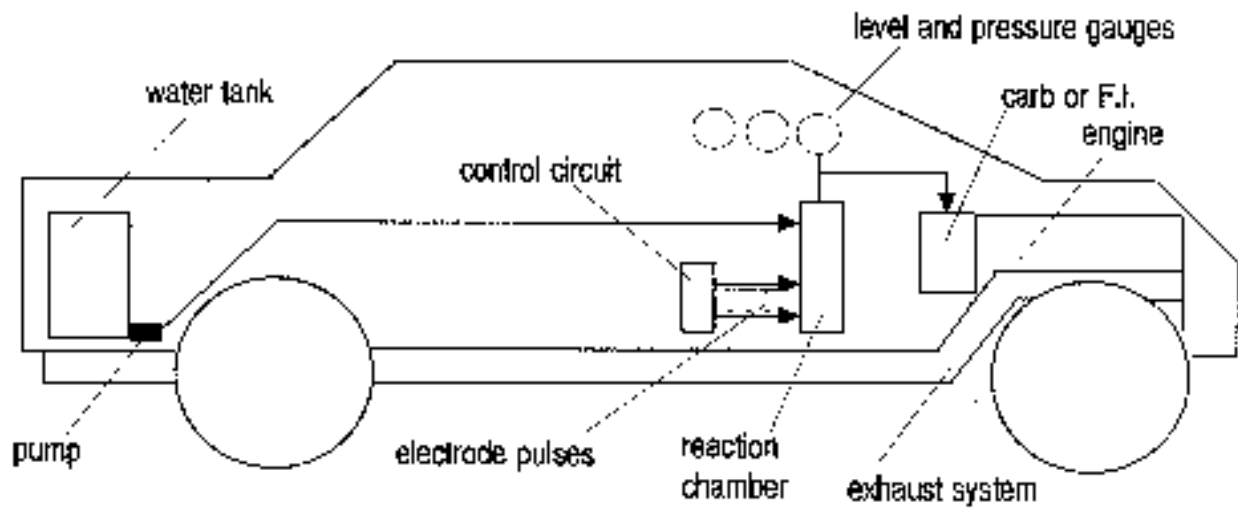 level and pressure gauges
water tank
carb or F.I.
engine
control circuit
pump
electrode pulses
reaction
chamber
exhaust system